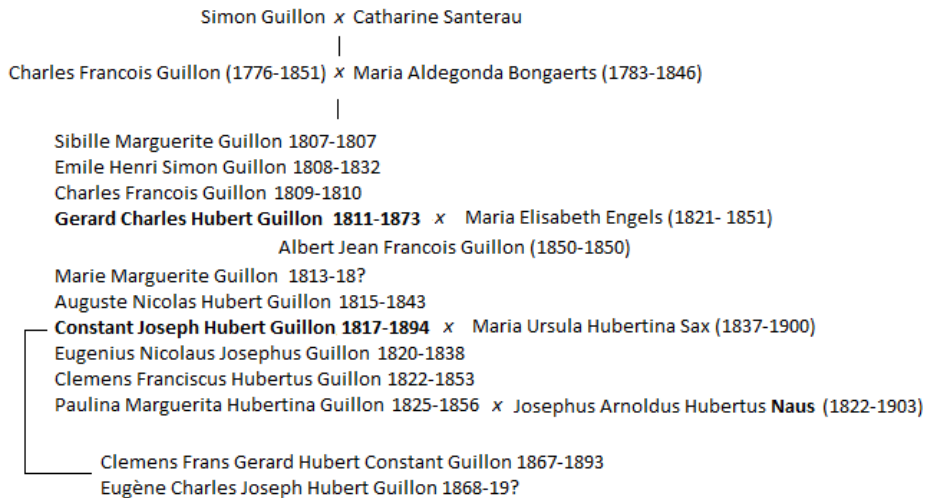 Simon Guillon x Catharine Santerau
Charles Francois Guillon (1776-1851) x Maria Aldegonda Bongaerts (1783-1846)
Sibille Marguerite Guillon 1807-1807
Emile Henri Simon Guillon 1808-1832
Charles Francois Guillon 1809-1810
Gerard Charles Hubert Guillon 1811-1873 x Maria Elisabeth Engels (1821- 1851)
Albert Jean Francois Guillon (1850-1850)
Marie Marguerite Guillon 1813-18?
Auguste Nicolas Hubert Guillon 1815-1843
Constant Joseph Hubert Guillon 1817-1894 x Maria Ursula Hubertina Sax (1837-1900)
Eugenius Nicolaus Josephus Guillon 1820-1838
Clemens Franciscus Hubertus Guillon 1822-1853
Paulina Marguerita Hubertina Guillon 1825-1856 x Josephus Arnoldus Hubertus Naus (1822-1903)
Clemens Frans Gerard Hubert Constant Guillon 1867-1893
Eugène Charles Joseph Hubert Guillon 1868-19?